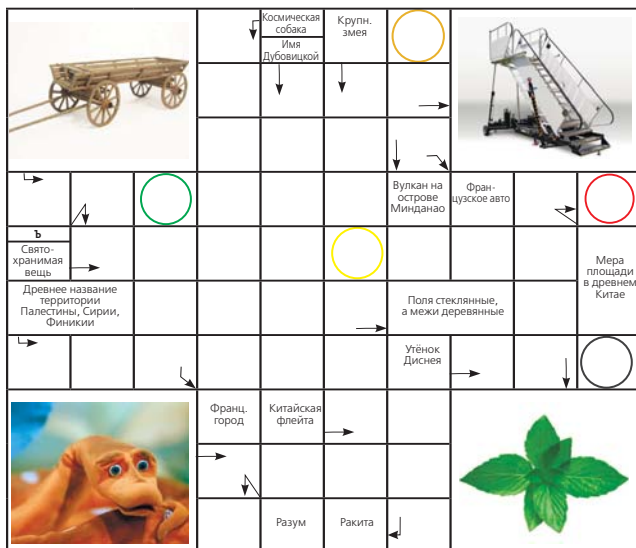 Космическая
собака
Имя
Дубовицкой
Крупн.
змея
Вулкан на
острове
Минданао
Фран-
цузское авто
Ъ
Свято-
хранимая
вещь
Мера
площади
в древнем
Китае
Древнее название
территории
Палестины, Сирии,
Финикии
Поля стеклянные,
а межи деревянные
Утёнок
Диснея
Франц.
город
Китайская
флейта
Разум
Ракита